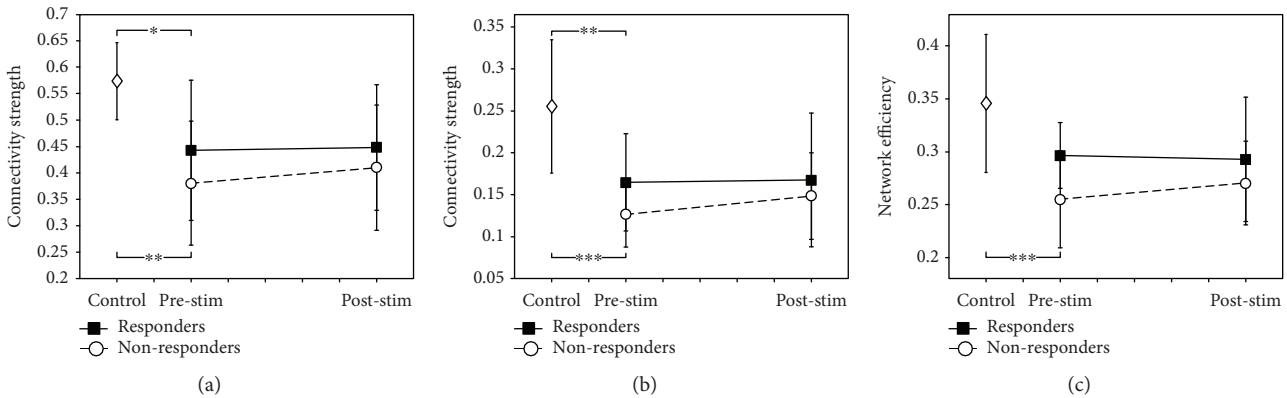 Connectivity strength
0.7
0.65
0.6
0.55
0.5
0.45
0.4
0.35
0.3
0.25
0.2
*
**
Control Pre-stim Post-stim
Responders
Non-responders
(a)
Connectivity strength
0.35
0.3
0.25
0.2
0.15
0.1
0.05
**
***
Control Pre-stim Post-stim
Responders
Non-responders
(b)
Network efficiency
0.4
0.35
0.3
0.25
0.2
***
Control Pre-stim Post-stim
Responders
Non-responders
(c)